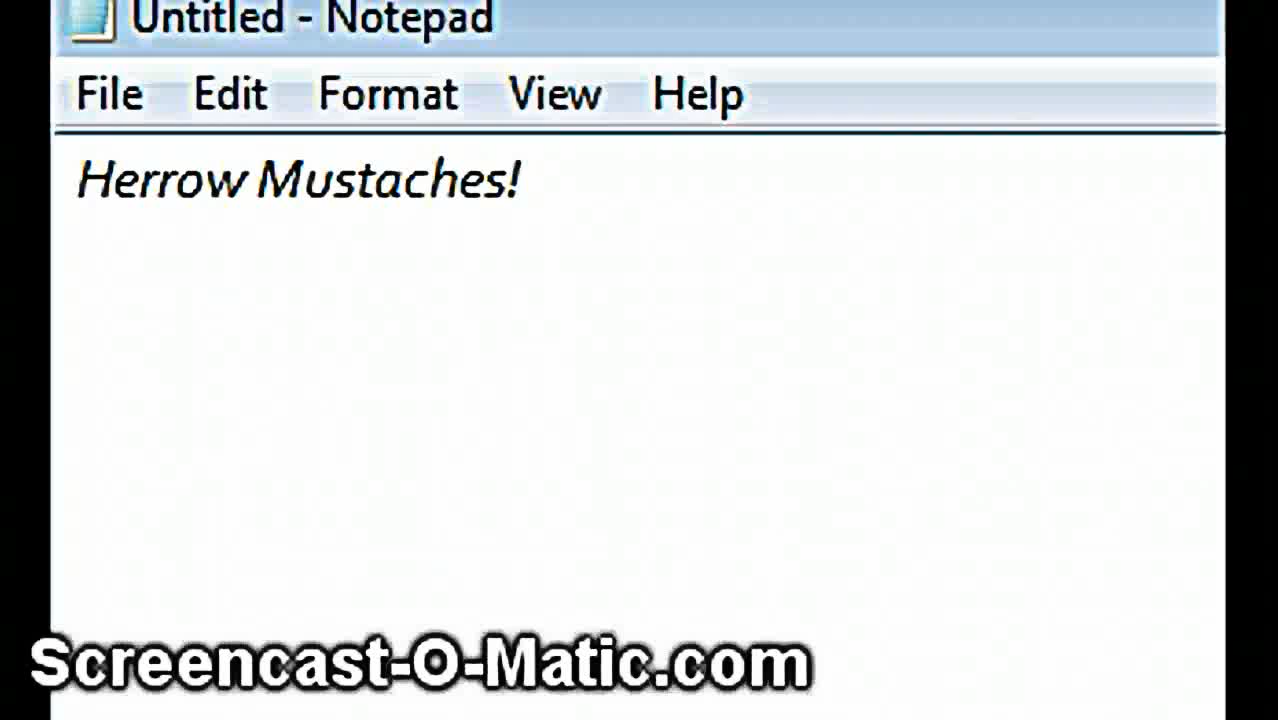 Untitled - Notepad
File Edit Format View Help
Herrow Mustaches!
Screencast-O-Matic.com